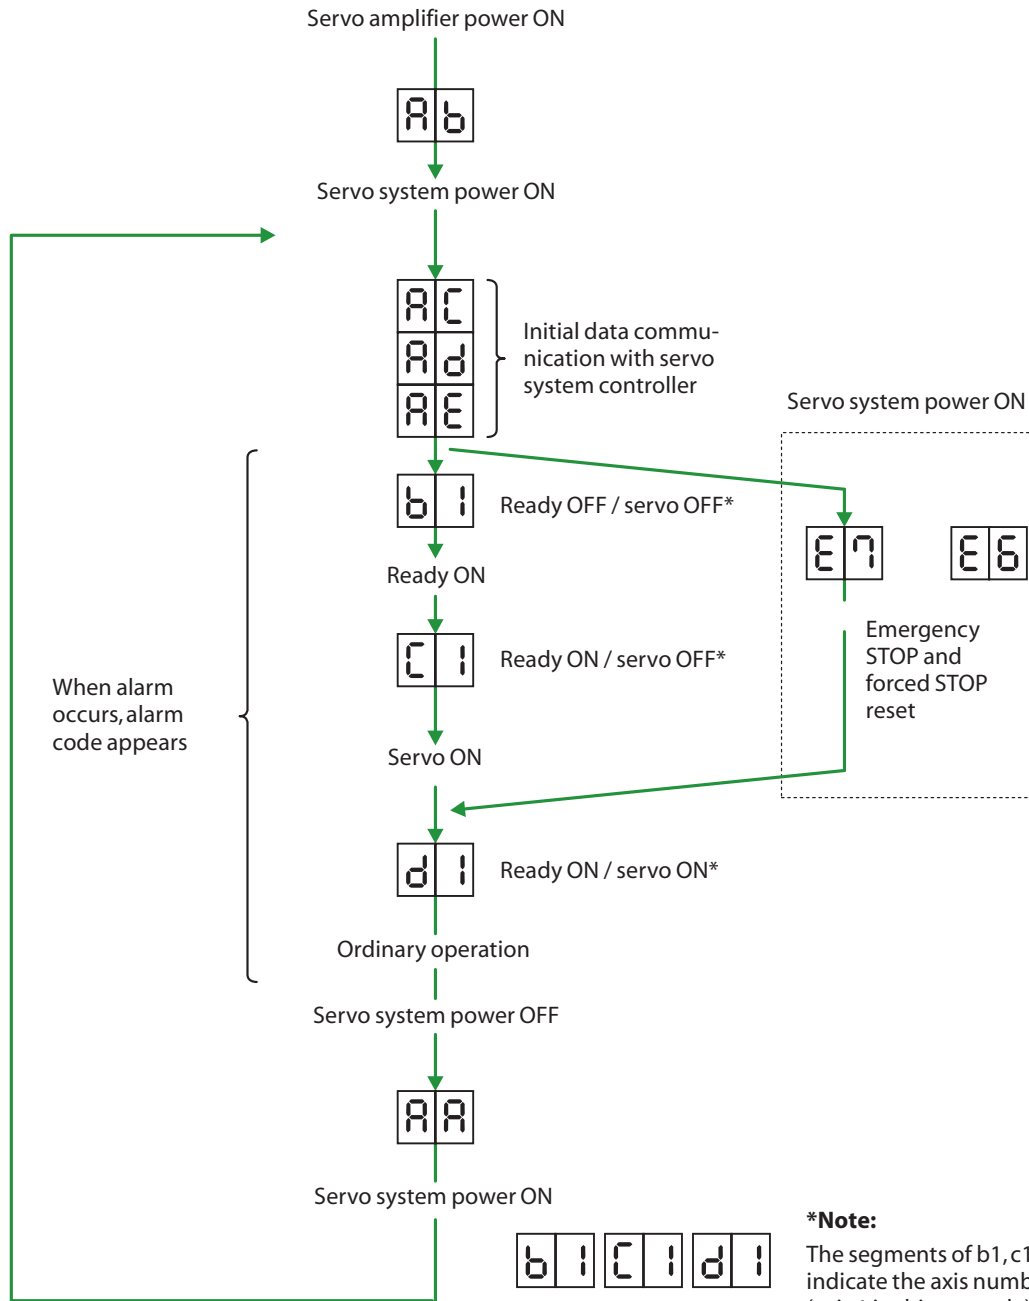 Servo amplifier power ON
Ab
Servo system power ON
AC
Ad
AE
Initial data commu-
nication with servo
system controller
Servo system power ON
b1
Ready OFF / servo OFF*
E7
E6
Ready ON
Emergency
STOP and
forced STOP
reset
C1
Ready ON / servo OFF*
When alarm
occurs, alarm
code appears
Servo ON
d1
Ready ON / servo ON*
Ordinary operation
Servo system power OFF
AA
Servo system power ON
b1 C1 d1
*Note:
The segments of b1, c1
indicate the axis numb